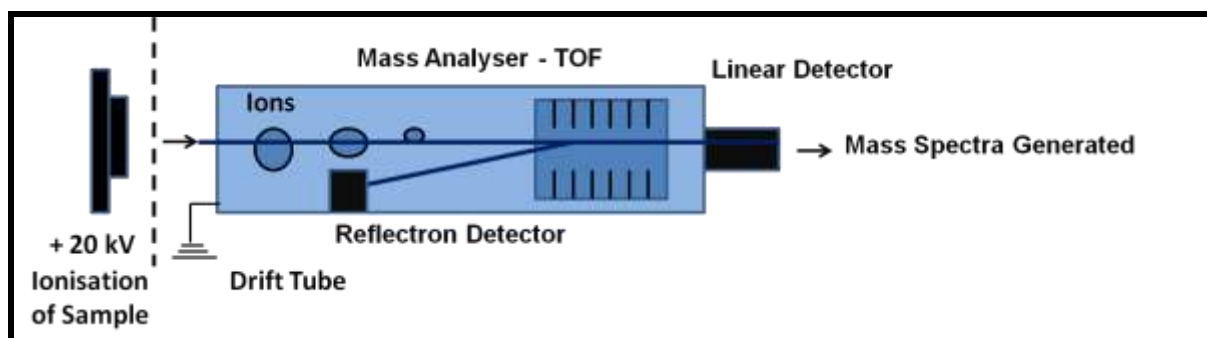 Mass Analyser - TOF
Linear Detector
Ions
Mass Spectra Generated
Reflectron Detector
+ 20 kV
Ionisation
of Sample
Drift Tube